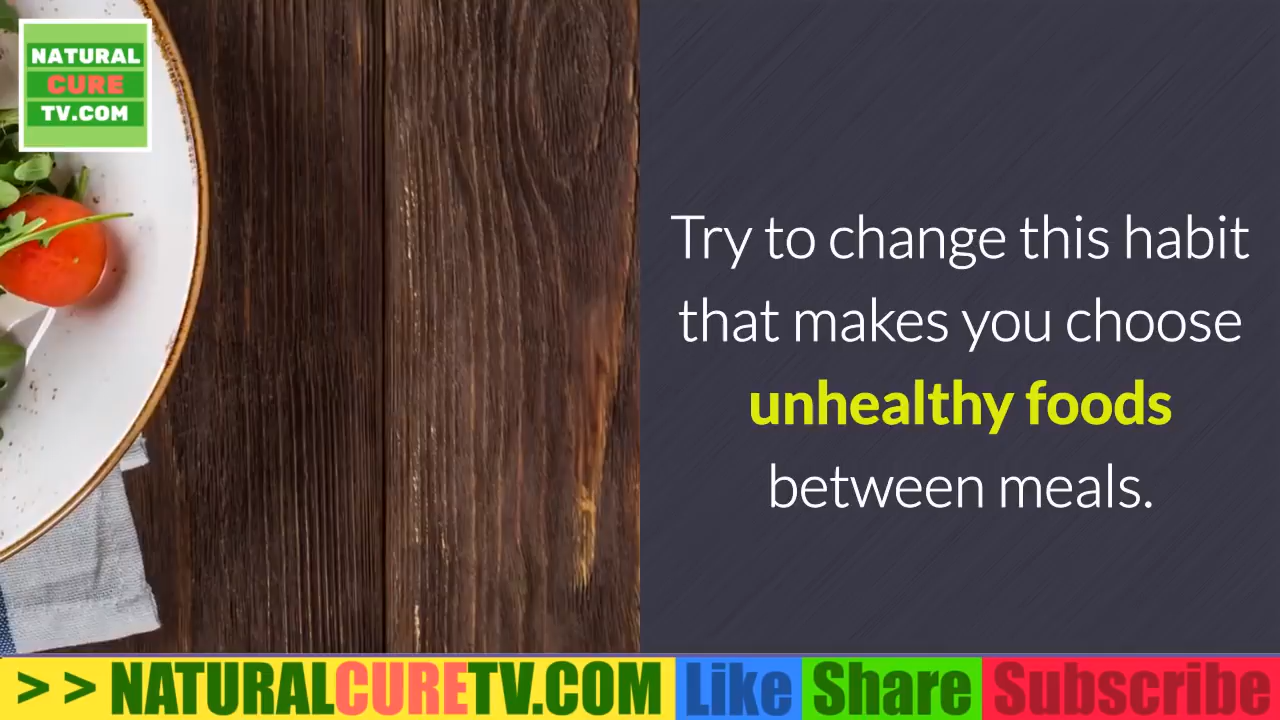 NATURAL
CURE
TV.COM
Try to change this habit
that makes you choose
unhealthy foods
between meals.
> > NATURALCURETV.COM Like Share Subscribe